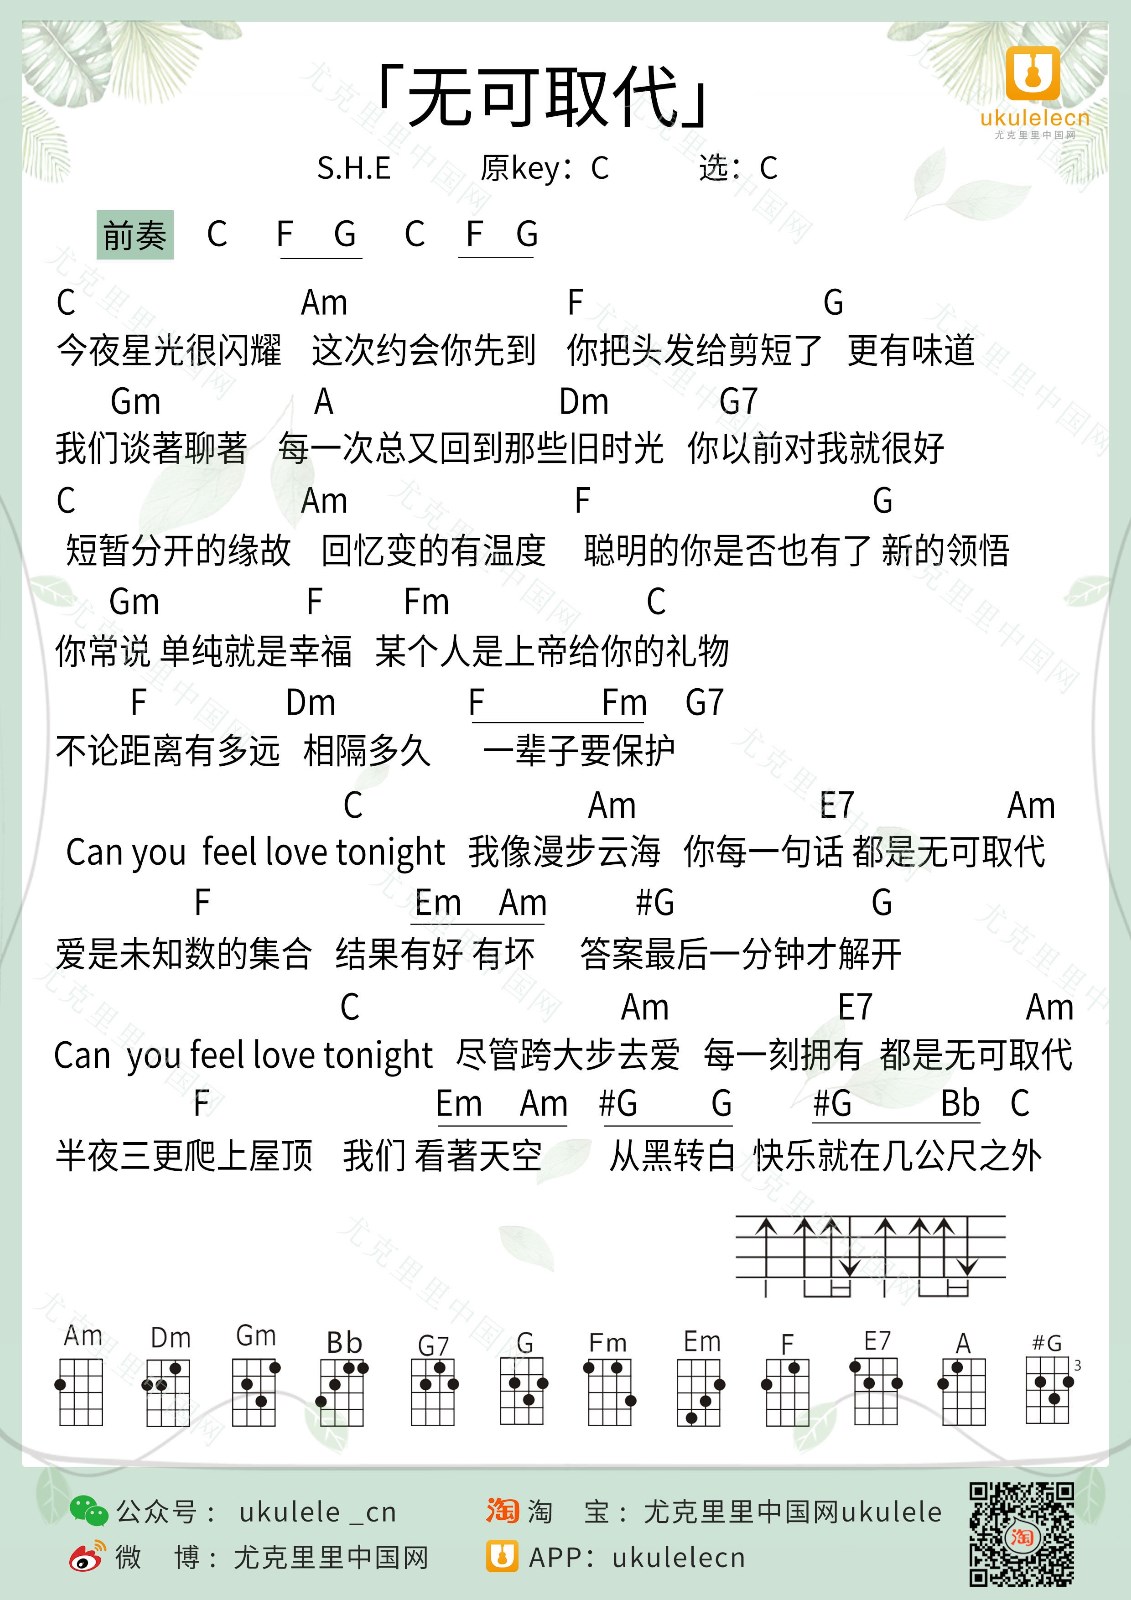 「无可取代」
ukulelecn
尤克里里中国网
S.H.E 原key：C 选：C
前奏 C F G C F G
C Am F G
今夜星光很闪耀 这次约会你先到 你把头发给剪短了 更有味道
Gm A Dm G7
我们谈著聊著 每一次总又回到那些旧时光 你以前对我就很好
C Am F G
短暂分开的缘故 回忆变的有温度 聪明的你是否也有了 新的领悟
Gm F Fm C
你常说 单纯就是幸福 某个人是上帝给你的礼物
F Dm F Fm G7
不论距离有多远 相隔多久 一辈子要保护
C Am E7 Am
Can you feel love tonight 我像漫步云海 你每一句话 都是无可取代
F Em Am #G G
爱是未知数的集合 结果有好 有坏 答案最后一分钟才解开
C Am E7 Am
Can you feel love tonight 尽管跨大步去爱 每一刻拥有 都是无可取代
F Em Am #G G #G Bb C
半夜三更爬上屋顶 我们 看著天空 从黑转白 快乐就在几公尺之外
Am Dm Gm Bb G7 G Fm Em F E7 A #G
3
公众号： ukulele _cn 淘 淘 宝：尤克里里中国网ukulele
微 博：尤克里里中国网 APP：ukulelecn
淘